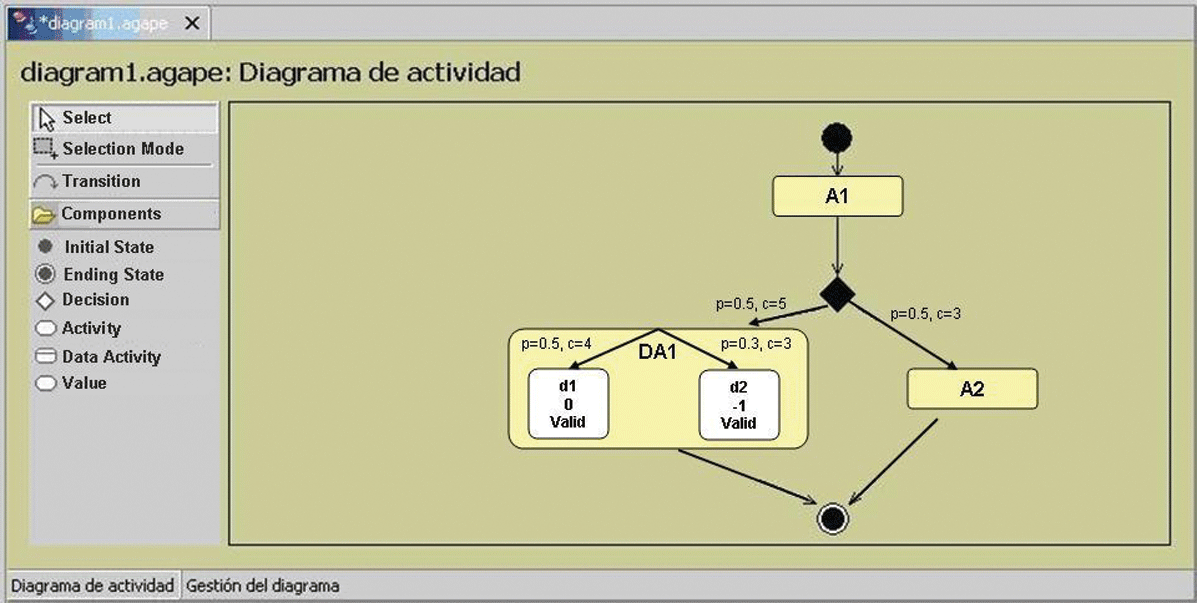 *diagram1.agape
diagram1.agape: Diagrama de actividad
Select
Selection Mode
Transition
Components
Initial State
Ending State
Decision
Activity
Data Activity
Value
A1
p=0.5, c=5
p=0.5, c=3
p=0.5, c=4
DA1
p=0.3, c=3
d1
0
Valid
d2
-1
Valid
A2
Diagrama de actividad
Gestión del diagrama